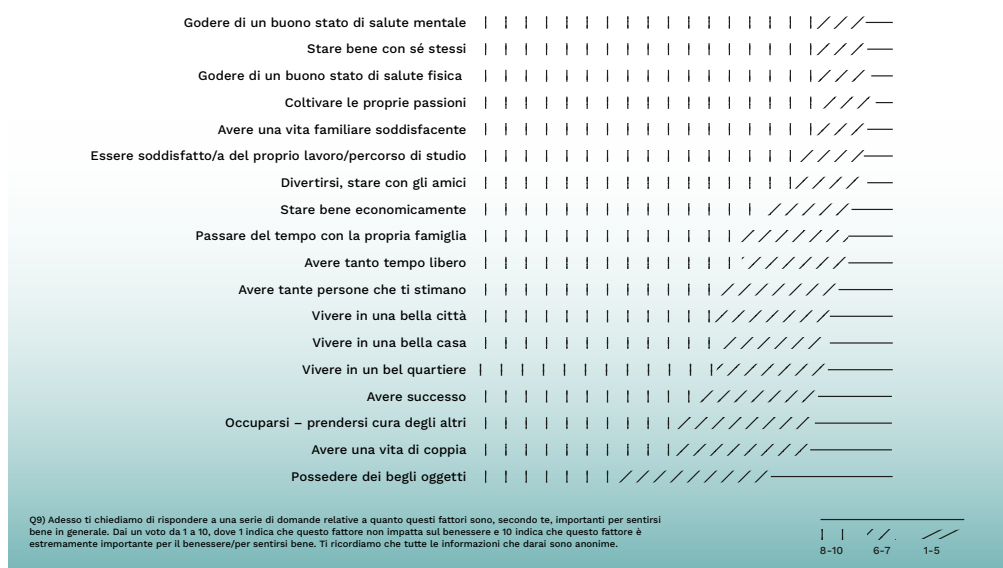 Godere di un buono stato di salute mentale
Stare bene con sé stessi
Godere di un buono stato di salute fisica
Coltivare le proprie passioni
Avere una vita familiare soddisfacente
Essere soddisfatto/a del proprio lavoro/percorso di studio
Divertirsi, stare con gli amici
Stare bene economicamente
Passare del tempo con la propria famiglia
Avere tanto tempo libero
Avere tante persone che ti stimano
Vivere in una bella città
Vivere in una bella casa
Vivere in un bel quartiere
Avere successo
Occuparsi – prendersi cura degli altri
Avere una vita di coppia
Possedere dei begli oggetti
Q9) Adesso ti chiediamo di rispondere a una serie di domande relative a quanto questi fattori sono, secondo te, importanti per sentirsi
bene in generale. Dai un voto da 1 a 10, dove 1 indica che questo fattore non impatta sul benessere e 10 indica che questo fattore è
estremamente importante per il benessere/per sentirsi bene. Ti ricordiamo che tutte le informazioni che darai sono anonime.
8-10 6-7 1-5